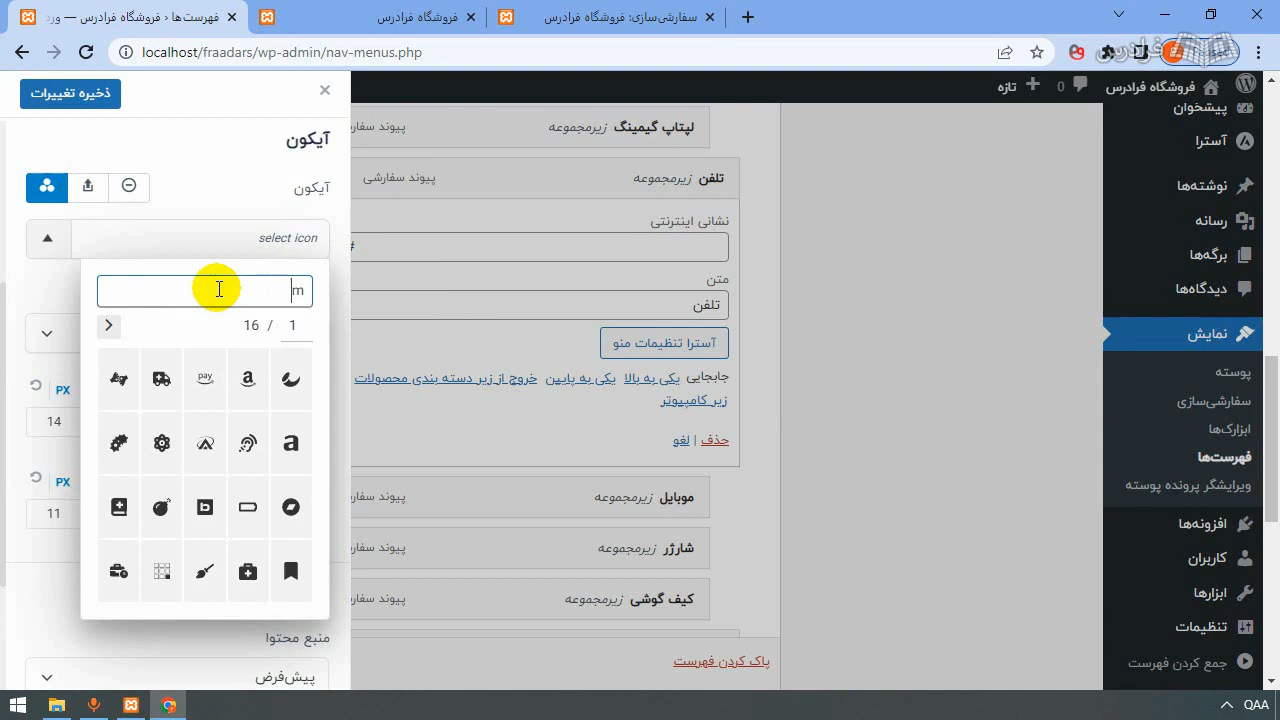 فهرست‌ها ‹ فروشگاه فرادرس — ورد
فروشگاه فرادرس
سفارشی‌سازی: فروشگاه فرادرس
localhost/fraadars/wp-admin/nav-menus.php
فرادرس
فروشگاه فرادرس
0
تازه
ذخیره تغییرات
آیکون
آیکون
select icon
m
1 / 16
PX
14
PX
11
منبع محتوا
پیش‌فرض
لپتاپ گیمینگ زیرمجموعه
پیوند سفارش
تلفن زیرمجموعه
پیوند سفارشی
نشانی اینترنتی
#
متن
تلفن
آسترا تنظیمات منو
جابجایی یکی به بالا یکی به پایین خروج از زیر دسته بندی محصولات
زیر کامپیوتر
حذف | لغو
موبایل زیرمجموعه
پیوند سفارش
شارژر زیرمجموعه
پیوند سفارش
کیف گوشی زیرمجموعه
پیوند سفارش
پاک کردن فهرست
پیشخوان
آسترا
نوشته‌ها
رسانه
برگه‌ها
دیدگاه‌ها
نمایش
پوسته
سفارشی‌سازی
ابزارک‌ها
فهرست‌ها
ویرایشگر پرونده پوسته
افزونه‌ها
کاربران
ابزارها
تنظیمات
جمع کردن فهرست
QAA